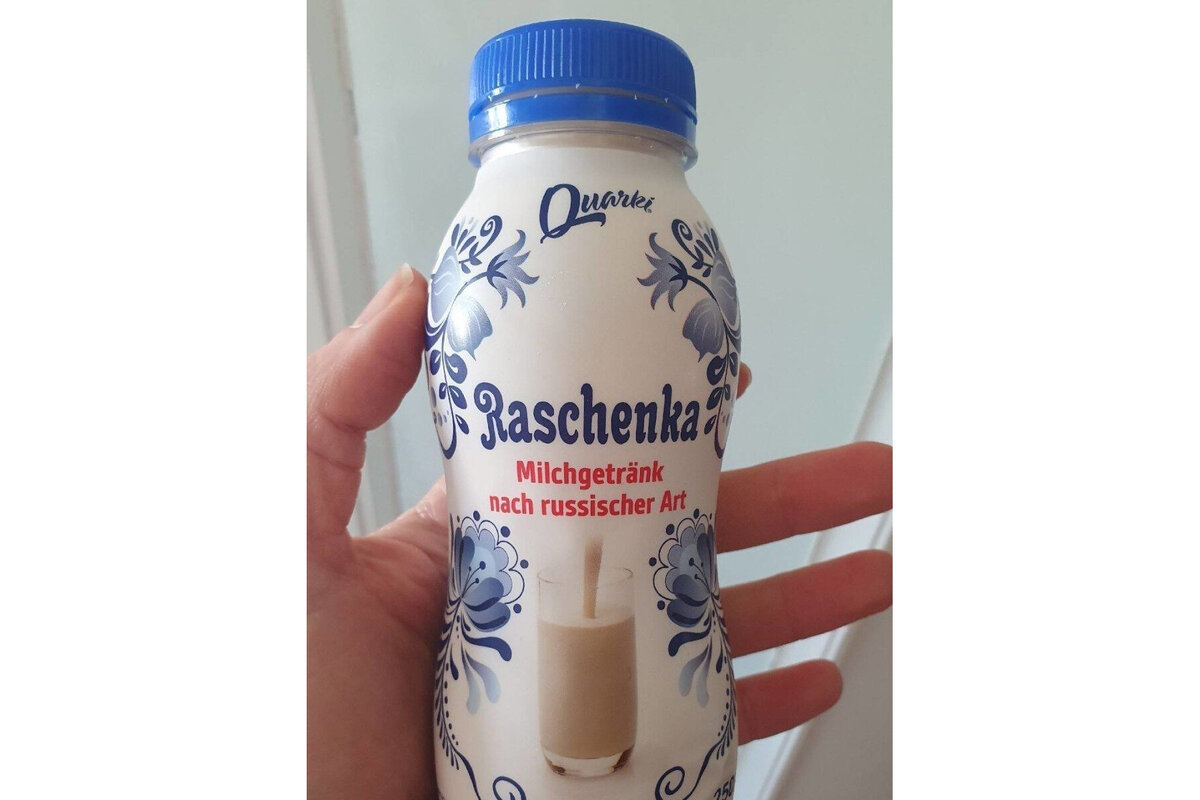 Quarki
Raschenka
Milchgetränk
nach russischer Art